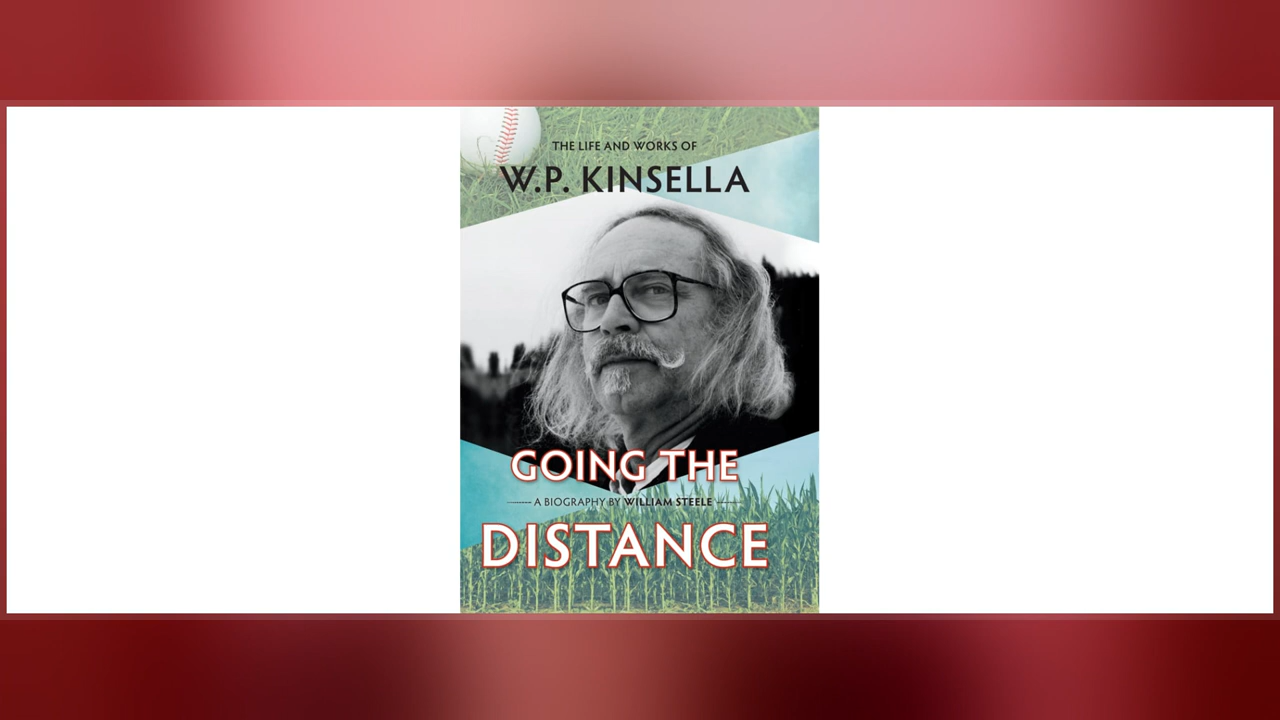 THE LIFE AND WORKS OF
W.P. KINSELLA
GOING THE
A BIOGRAPHY BY WILLIAM STEELE
DISTANCE